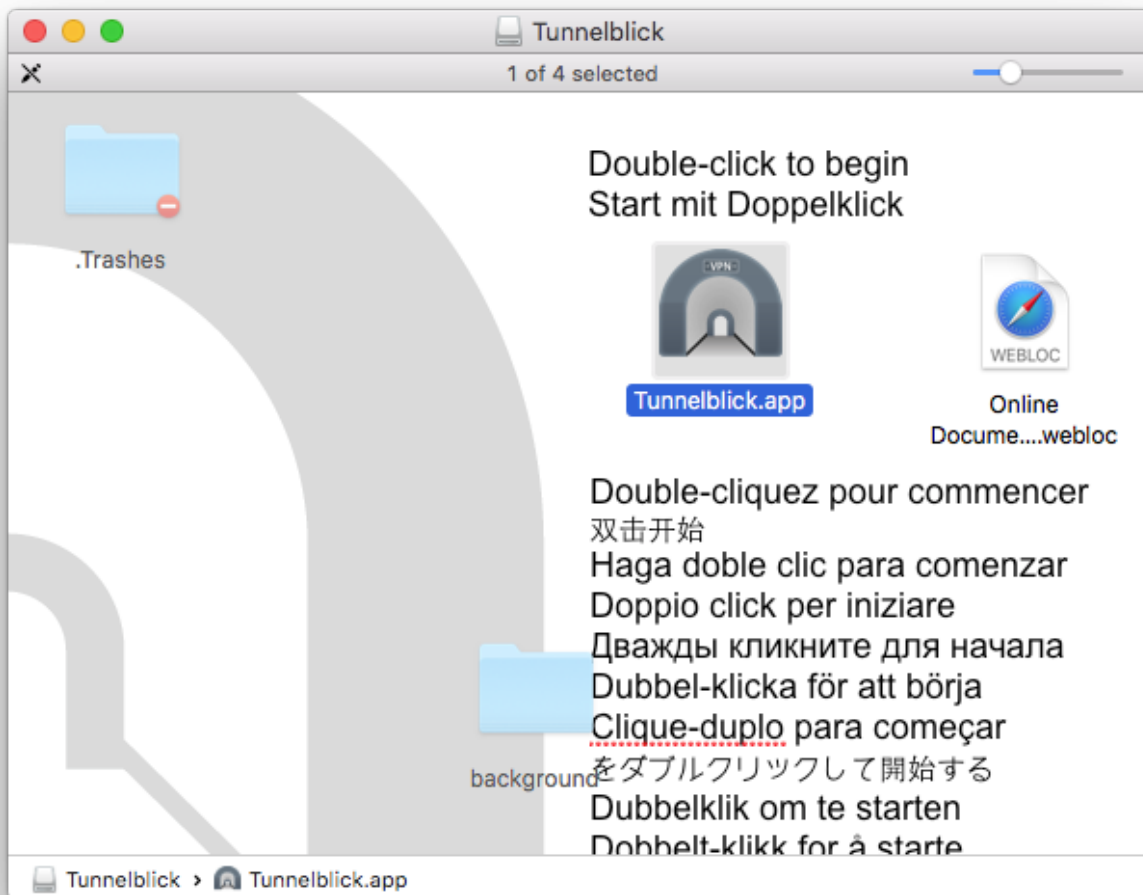 Tunnelblick
1 of 4 selected
.Trashes
Double-click to begin
Start mit Doppelklick
VPN
Tunnelblick.app
WEBLOC
Online
Docume....webloc
Double-cliquez pour commencer
双击开始
Haga doble clic para comenzar
Doppio click per iniziare
Дважды кликните для начала
Dubbel-klicka för att börja
Clique-duplo para começar
をダブルクリックして開始する
background
Dubbelklik om te starten
Dobbelt-klikk for å starte
Tunnelblick › Tunnelblick.app